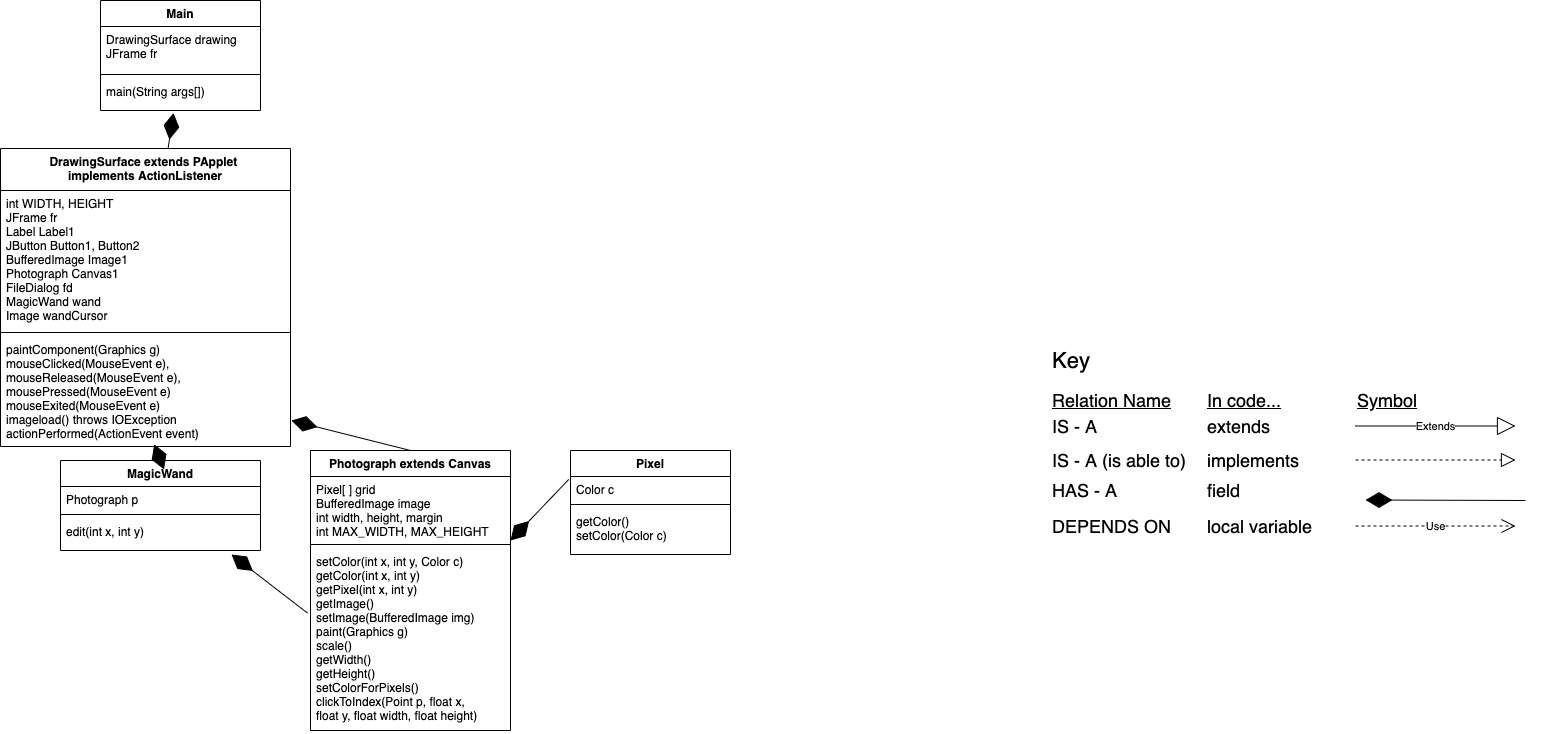 Main
DrawingSurface drawing
JFrame fr
main(String args[])
DrawingSurface extends PApplet
implements ActionListener
int WIDTH, HEIGHT
JFrame fr
Label Label1
JButton Button1, Button2
BufferedImage Image1
Photograph Canvas1
FileDialog fd
MagicWand wand
Image wandCursor
paintComponent(Graphics g)
mouseClicked(MouseEvent e),
mouseReleased(MouseEvent e),
mousePressed(MouseEvent e)
mouseExited(MouseEvent e)
imageload() throws IOException
actionPerformed(ActionEvent event)
MagicWand
Photograph p
edit(int x, int y)
Photograph extends Canvas
Pixel[ ] grid
BufferedImage image
int width, height, margin
int MAX_WIDTH, MAX_HEIGHT
setColor(int x, int y, Color c)
getColor(int x, int y)
getPixel(int x, int y)
getImage()
setImage(BufferedImage img)
paint(Graphics g)
scale()
getWidth()
getHeight()
setColorForPixels()
clickToIndex(Point p, float x,
float y, float width, float height)
Pixel
Color c
getColor()
setColor(Color c)
Key
Relation Name In code... Symbol
IS - A extends Extends
IS - A (is able to) implements
HAS - A field
DEPENDS ON local variable Use